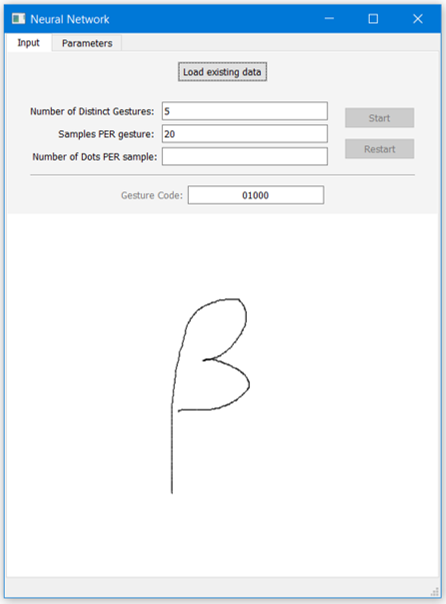 Neural Network
Input Parameters
Load existing data
Number of Distinct Gestures: 5
Start
Samples PER gesture: 20
Number of Dots PER sample:
Restart
Gesture Code: 01000
β